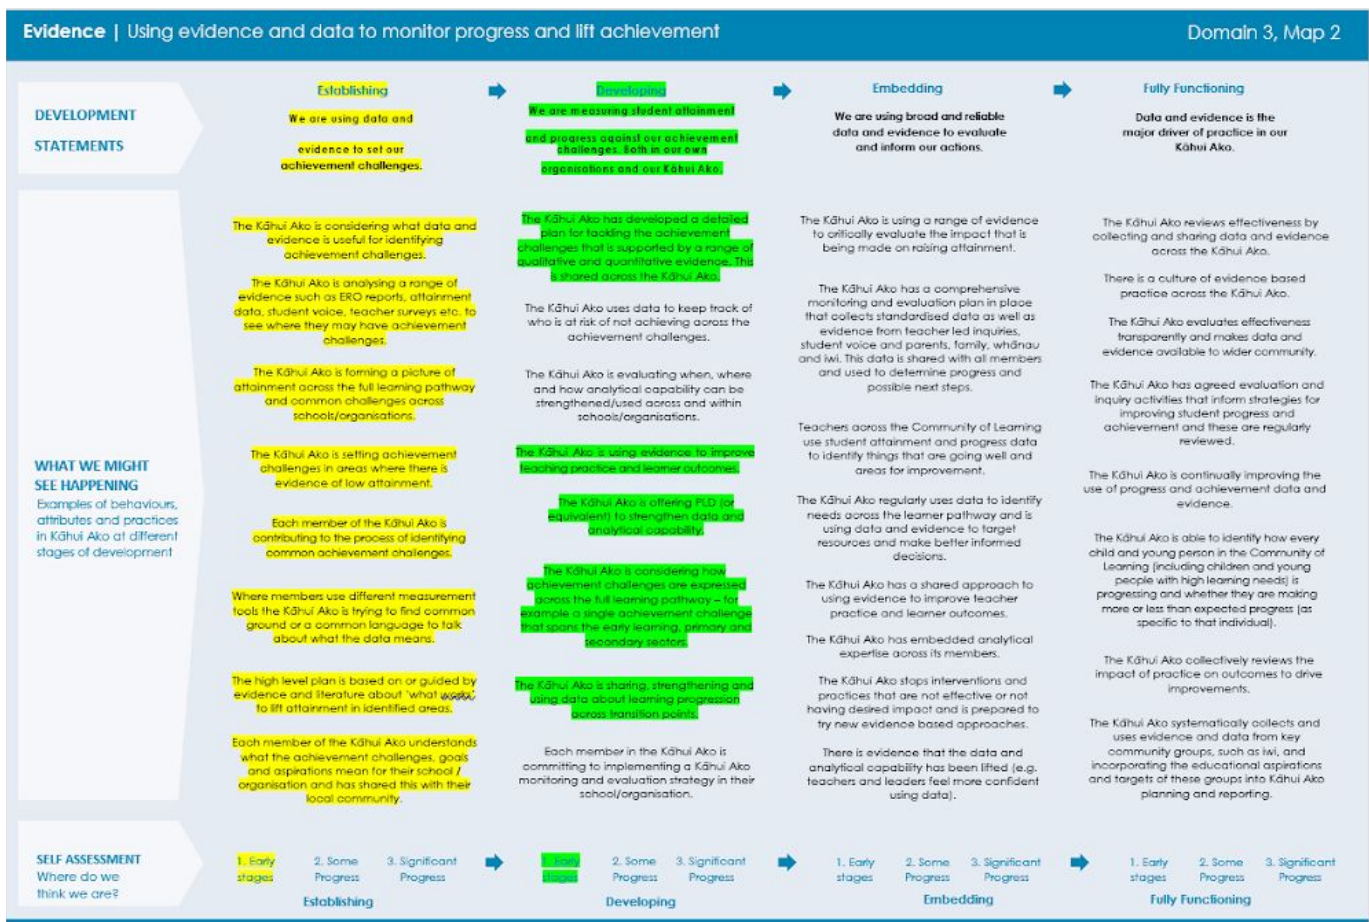 Evidence | Using evidence and data to monitor progress and lift achievement
Domain 3, Map 2
DEVELOPMENT
STATEMENTS
Establishing
We are using data and
evidence to set our
achievement challenges.
Developing
We are measuring student attainment
and progress against our achievement
challenges. Both in our own
organisations and our Kāhui Ako.
Embedding
We are using broad and reliable
data and evidence to evaluate
and inform our actions.
Fully Functioning
Data and evidence is the
major driver of practice in our
Kāhui Ako.
WHAT WE MIGHT
SEE HAPPENING
Examples of behaviours,
attributes and practices
in Kāhui Ako at different
stages of development
The Kāhui Ako is considering what data and
evidence is useful for identifying
achievement challenges.
The Kāhui Ako is analysing a range of
evidence such as ERO reports, attainment
data, student voice, teacher surveys etc. to
see where they may have achievement
challenges.
The Kāhui Ako is forming a picture of
attainment across the full learning pathway
and common challenges across
schools/organisations.
The Kāhui Ako is setting achievement
challenges in areas where there is
evidence of low attainment.
Each member of the Kāhui Ako is
contributing to the process of identifying
common achievement challenges.
Where members use different measurement
tools the Kāhui Ako is trying to find common
ground or a common language to talk
about what the data means.
The high level plan is based on or guided by
evidence and literature about 'what works'
to lift attainment in identified areas.
Each member of the Kāhui Ako understands
what the achievement challenges, goals
and aspirations mean for their school /
organisation and has shared this with their
local community.
The Kāhui Ako has developed a detailed
plan for tackling the achievement
challenges that is supported by a range of
qualitative and quantitative evidence. This
is shared across the Kāhui Ako.
The Kāhui Ako uses data to keep track of
who is at risk of not achieving across the
achievement challenges.
The Kāhui Ako is evaluating when, where
and how analytical capability can be
strengthened/used across and within
schools/organisations.
The Kāhui Ako is using evidence to improve
teaching practice and learner outcomes.
The Kāhui Ako is offering PLD (or
equivalent) to strengthen data and
analytical capability.
The Kāhui Ako is considering how
achievement challenges are expressed
across the full learning pathway – for
example a single achievement challenge
that spans the early learning, primary and
secondary sectors.
The Kāhui Ako is sharing, strengthening and
using data about learning progression
across transition points.
Each member in the Kāhui Ako is
committing to implementing a Kāhui Ako
monitoring and evaluation strategy in their
school/organisation.
The Kāhui Ako is using a range of evidence
to critically evaluate the impact that is
being made on raising attainment.
The Kāhui Ako has a comprehensive
monitoring and evaluation plan in place
that collects standardised data as well as
evidence from teacher led inquiries,
student voice and parents, family, whānau
and iwi. This data is shared with all members
and used to determine progress and
possible next steps.
Teachers across the Community of Learning
use student attainment and progress data
to identify things that are going well and
areas for improvement.
The Kāhui Ako regularly uses data to identify
needs across the learner pathway and is
using data and evidence to target
resources and make better informed
decisions.
The Kāhui Ako has a shared approach to
using evidence to improve teacher
practice and learner outcomes.
The Kāhui Ako has embedded analytical
expertise across its members.
The Kāhui Ako stops interventions and
practices that are not effective or not
having desired impact and is prepared to
try new evidence based approaches.
There is evidence that the data and
analytical capability has been lifted (e.g.
teachers and leaders feel more confident
using data).
The Kāhui Ako reviews effectiveness by
collecting and sharing data and evidence
across the Kāhui Ako.
There is a culture of evidence based
practice across the Kāhui Ako.
The Kāhui Ako evaluates effectiveness
transparently and makes data and
evidence available to wider community.
The Kāhui Ako has agreed evaluation and
inquiry activities that inform strategies for
improving student progress and
achievement and these are regularly
reviewed.
The Kāhui Ako is continually improving the
use of progress and achievement data and
evidence.
The Kāhui Ako is able to identify how every
child and young person in the Community of
Learning (including children and young
people with high learning needs) is
progressing and whether they are making
more or less than expected progress (as
specific to that individual).
The Kāhui Ako collectively reviews the
impact of practice on outcomes to drive
improvements.
The Kāhui Ako systematically collects and
uses evidence and data from key
community groups, such as iwi, and
incorporating the educational aspirations
and targets of these groups into Kāhui Ako
planning and reporting.
SELF ASSESSMENT
Where do we
think we are?
1. Early
stages
2. Some
Progress
3. Significant
Progress
Establishing
1. Early
stages
2. Some
Progress
3. Significant
Progress
Developing
1. Early
stages
2. Some
Progress
3. Significant
Progress
Embedding
1. Early
stages
2. Some
Progress
3. Significant
Progress
Fully Functioning